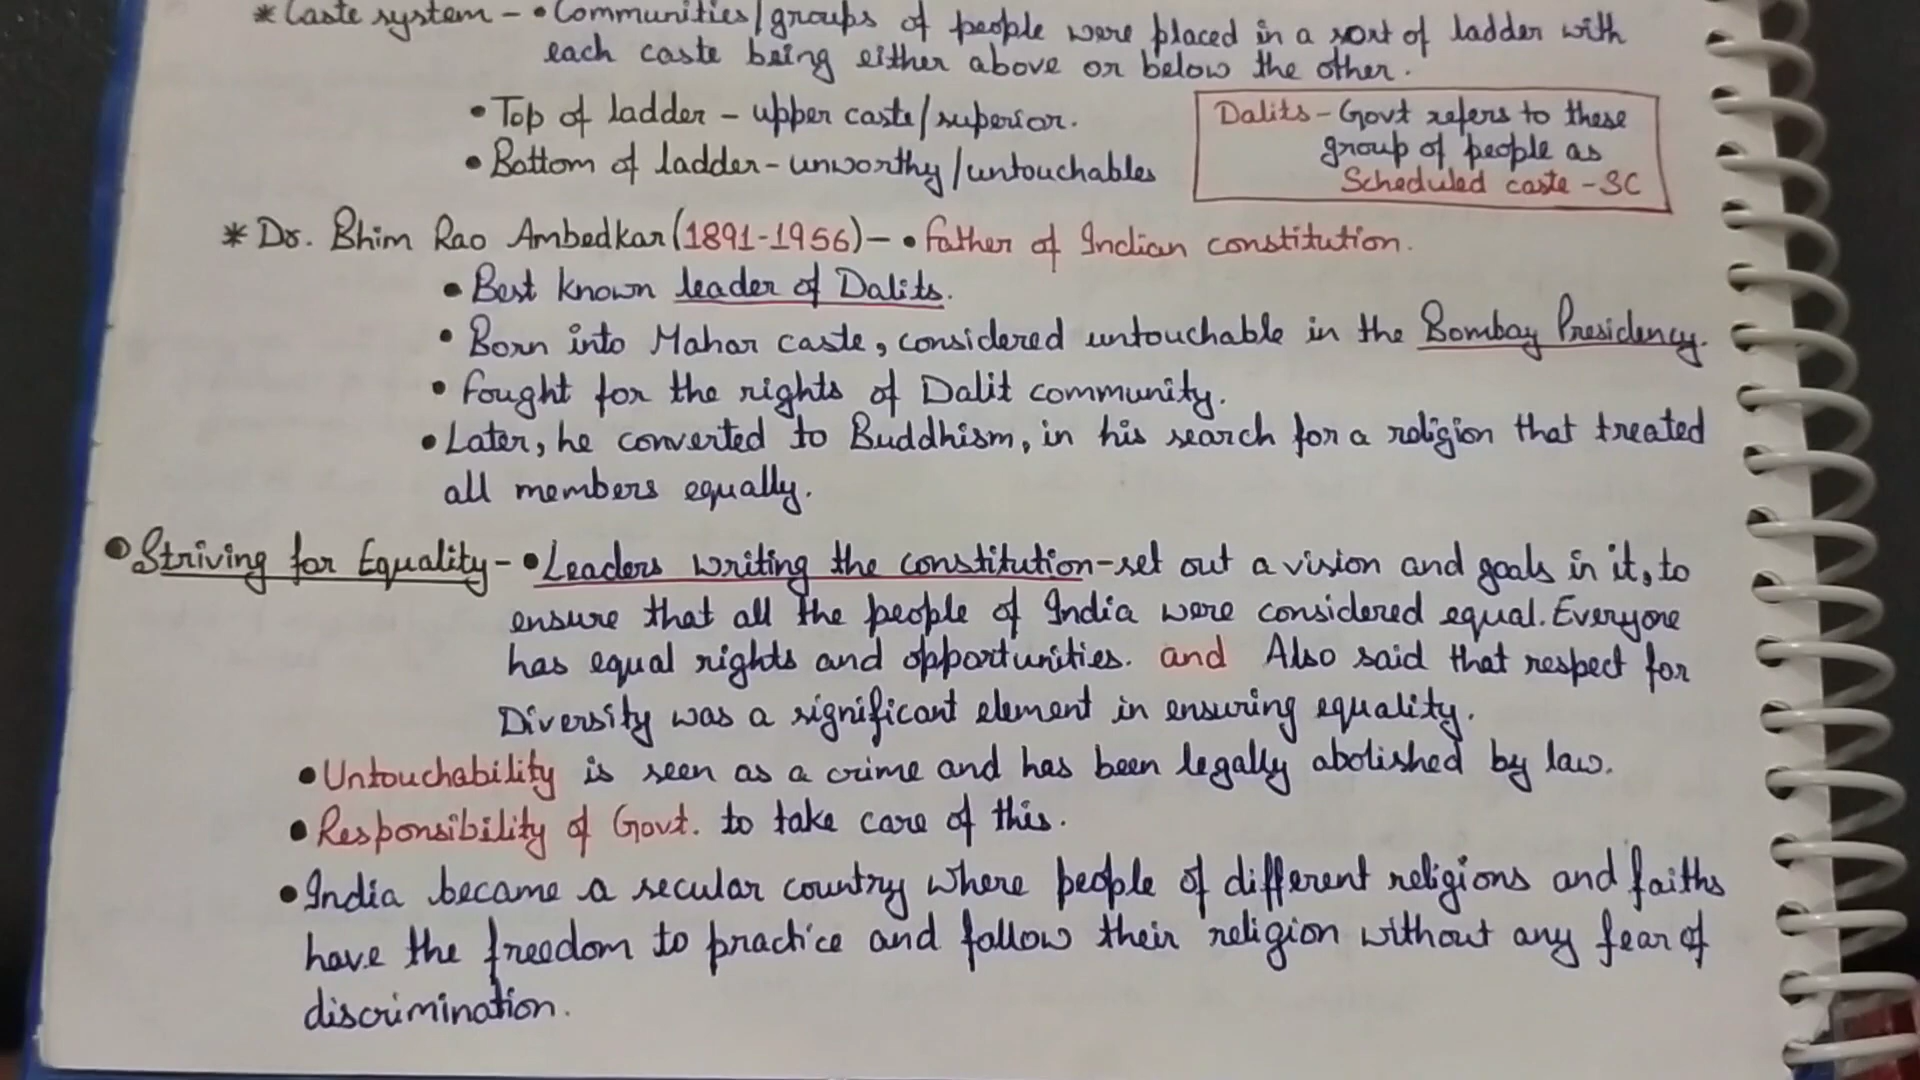 * Caste system - • Communities/groups of people were placed in a sort of ladder with
each caste being either above or below the other.
• Top of ladder - upper caste/superior.
• Bottom of ladder - unworthy/untouchables
Dalits - Govt refers to these
group of people as
Scheduled caste - SC
* Dr. Bhim Rao Ambedkar (1891-1956) - • Father of Indian constitution.
• Best known leader of Dalits.
• Born into Mahar caste, considered untouchable in the Bombay Presidency.
• Fought for the rights of Dalit community.
• Later, he converted to Buddhism, in his search for a religion that treated
all members equally.
• Striving for Equality - • Leaders writing the constitution - set out a vision and goals in it, to
ensure that all the people of India were considered equal. Everyone
has equal rights and opportunities. and Also said that respect for
Diversity was a significant element in ensuring equality.
• Untouchability is seen as a crime and has been legally abolished by law.
• Responsibility of Govt. to take care of this.
• India became a secular country where people of different religions and faiths
have the freedom to practice and follow their religion without any fear of
discrimination.